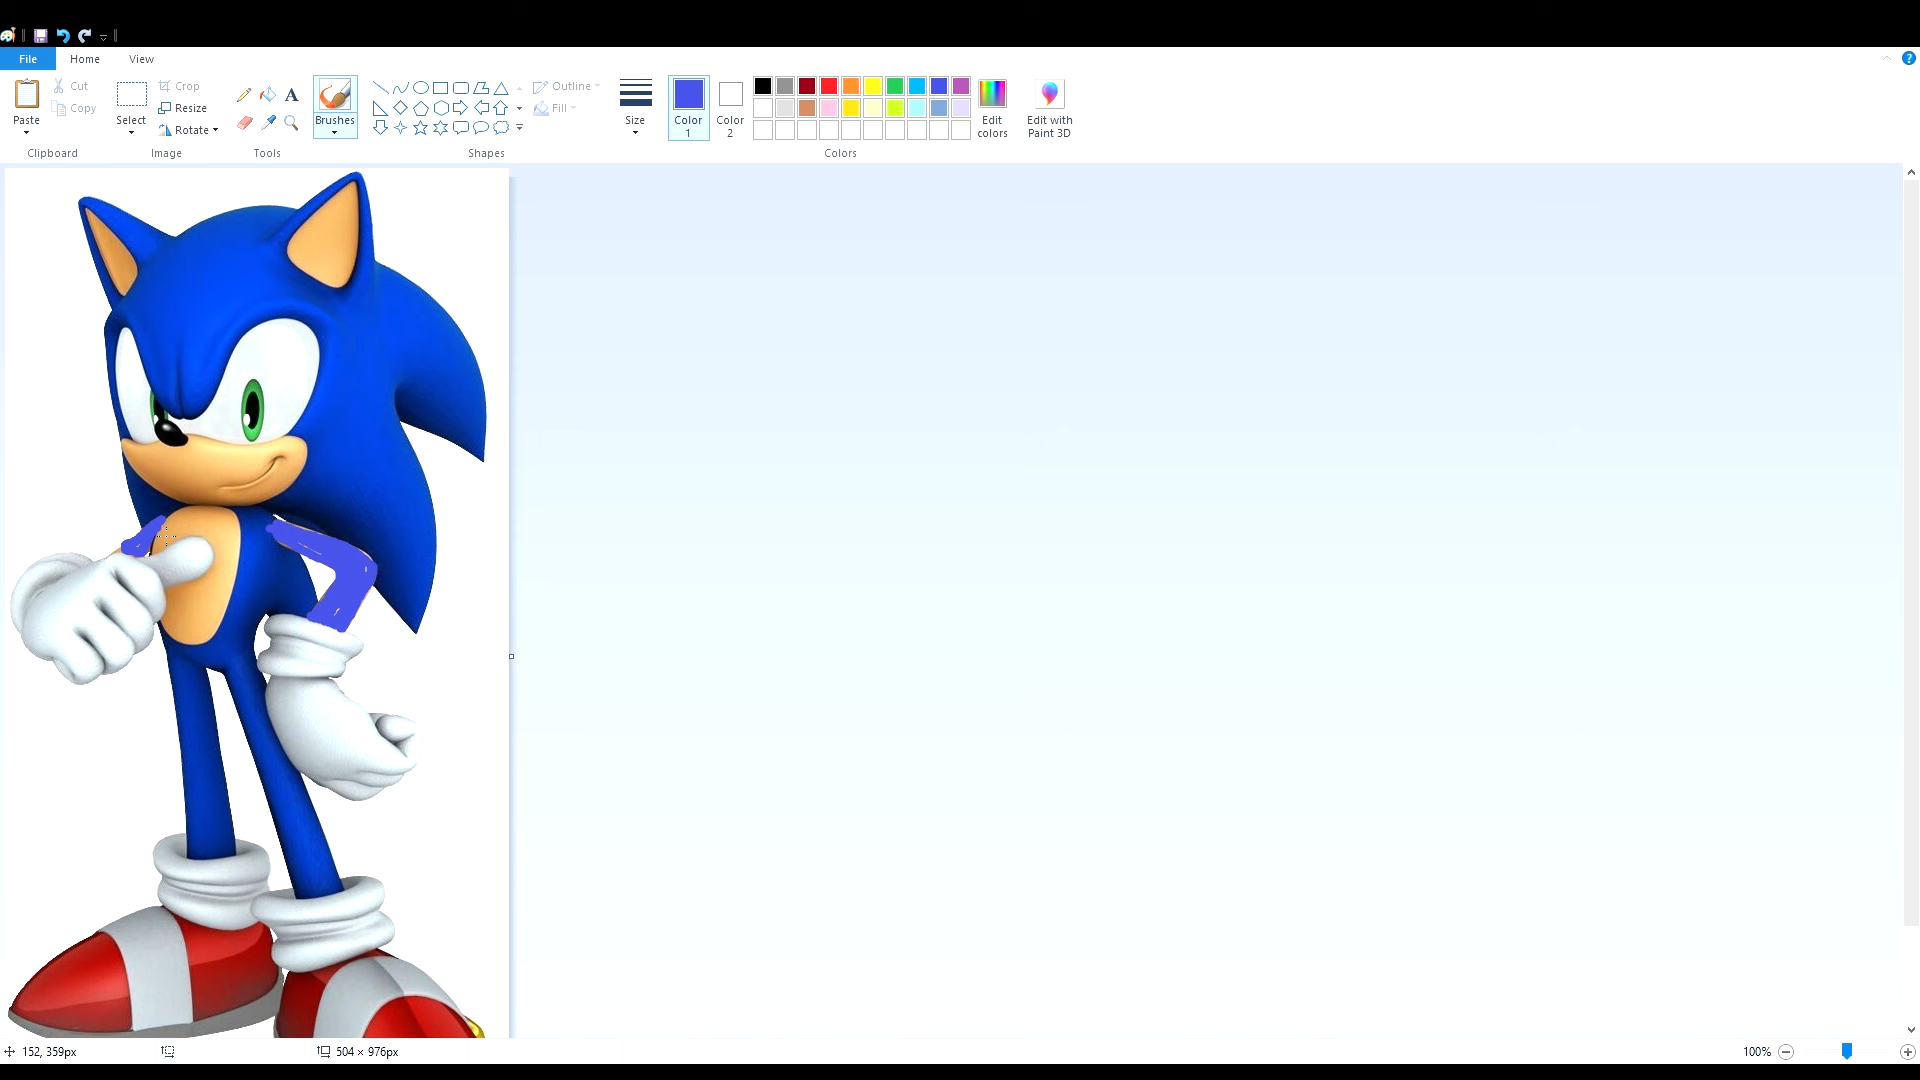 File Home View
Paste
Cut
Copy
Clipboard
Select
Crop
Resize
Rotate
Image
A
Tools
Brushes
Shapes
Outline
Fill
Size
Color
1
Color
2
Edit
colors
Colors
Edit with
Paint 3D
?
152, 359px
504 × 976px
100%